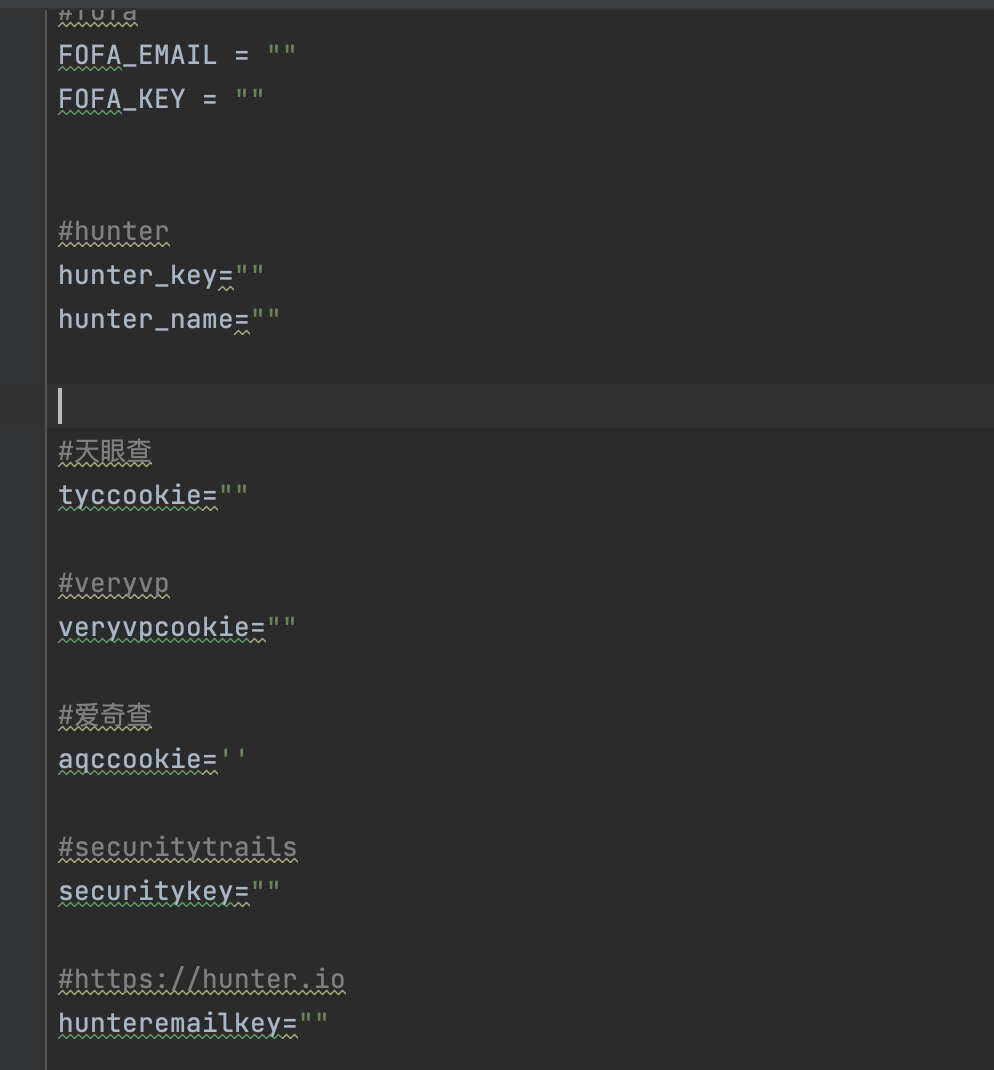 #fofa
FOFA_EMAIL = ""
FOFA_KEY = ""
#hunter
hunter_key=""
hunter_name=""
#天眼查
tyccookie=""
#veryvp
veryvpcookie=""
#爱奇查
aqccookie=''
#securitytrails
securitykey=""
#https://hunter.io
hunteremailkey=""